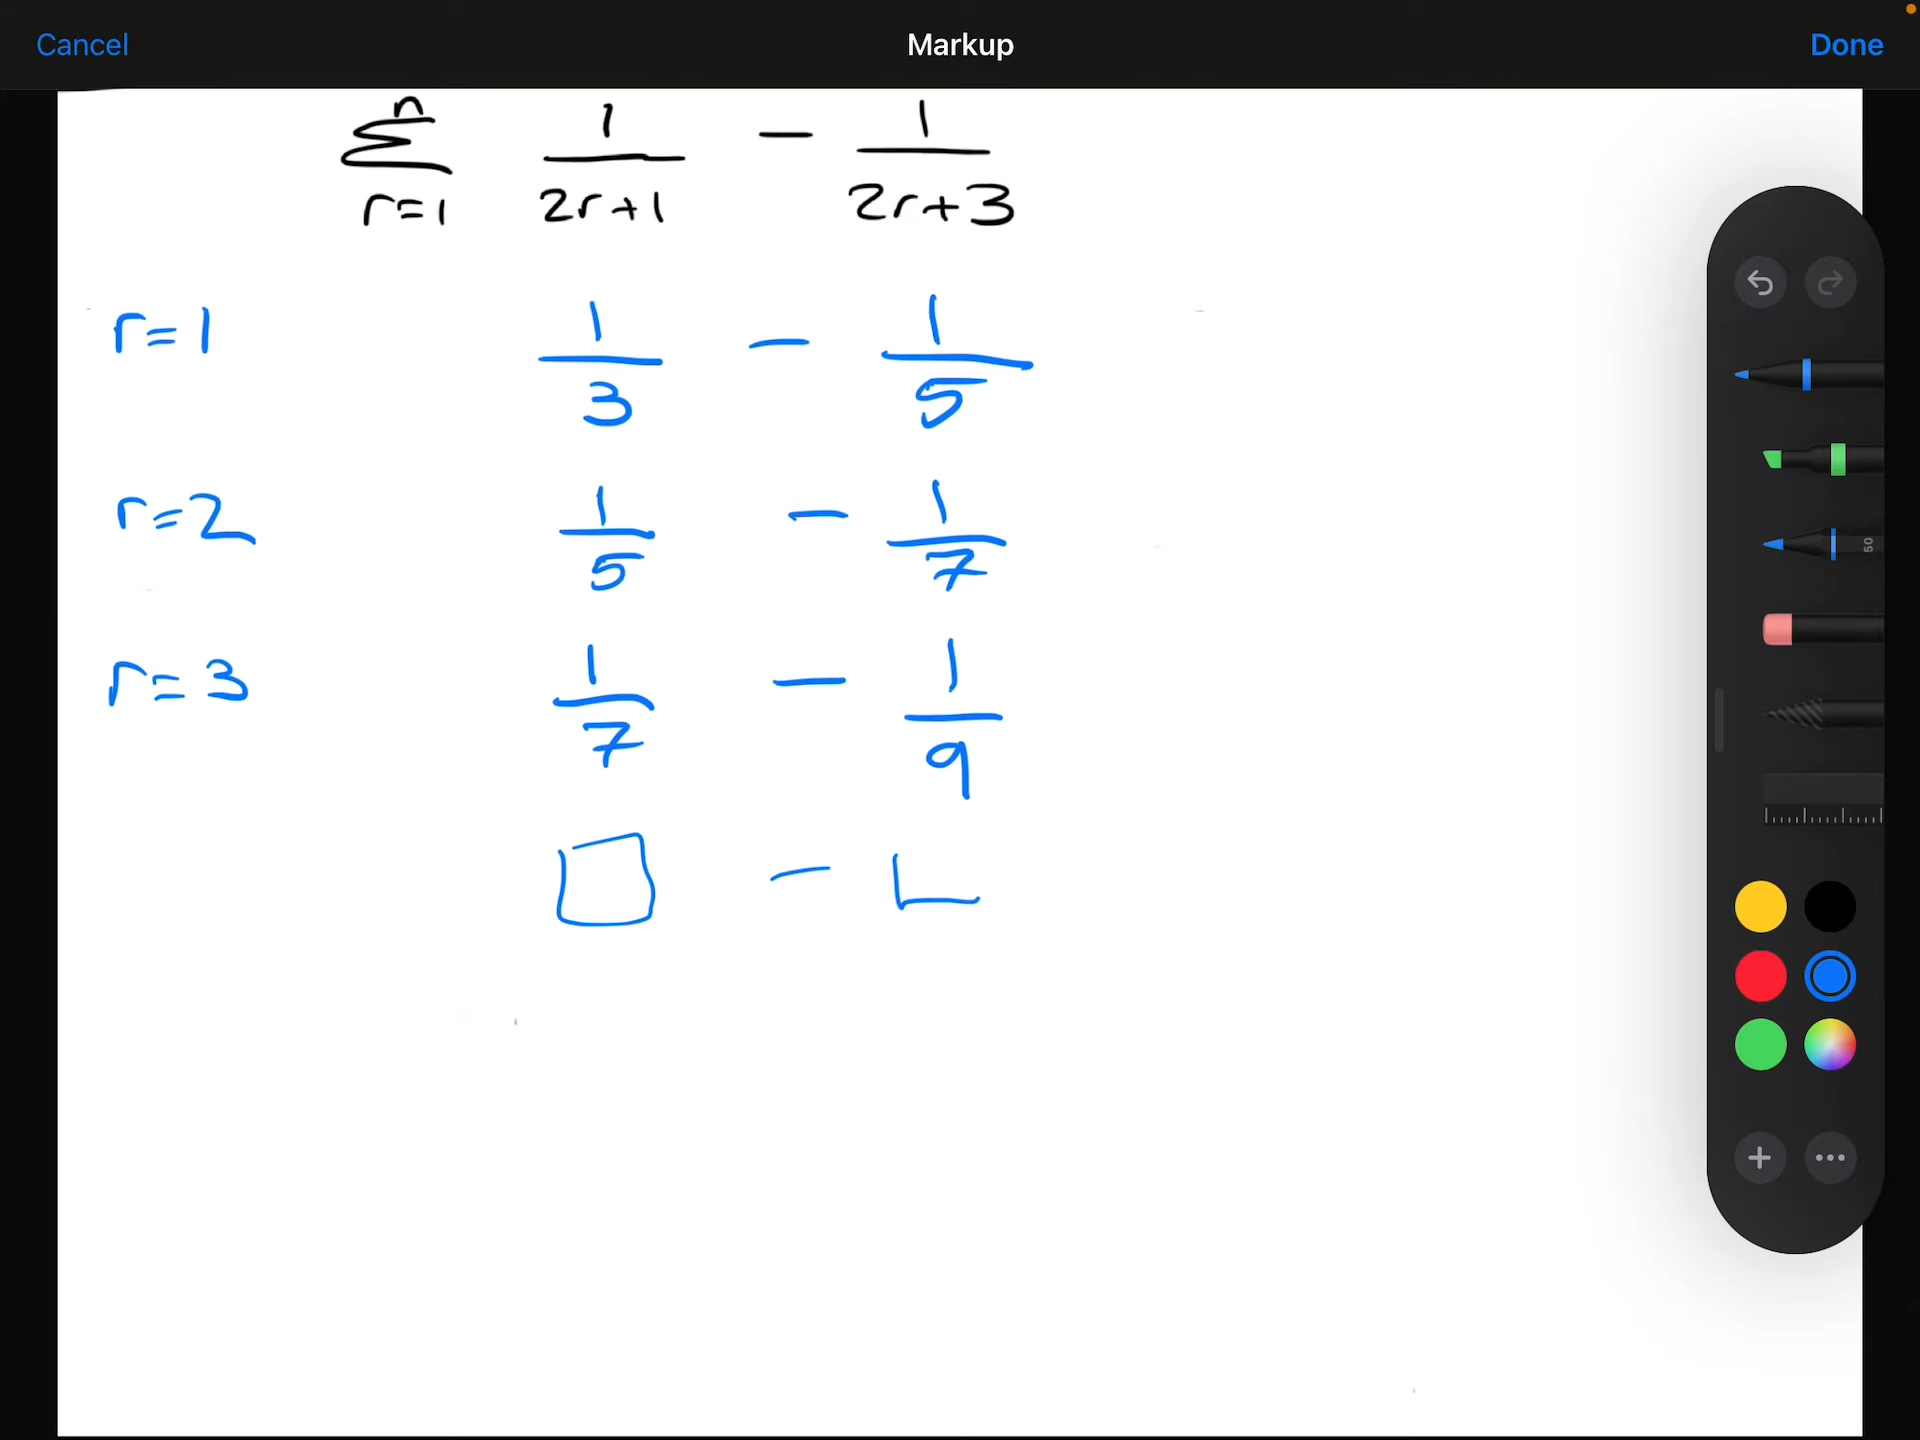 Cancel Markup Done
n
Σ 1/(2r+1) − 1/(2r+3)
r=1
r=1 1/3 − 1/5
r=2 1/5 − 1/7
r=3 1/7 − 1/9
□ −
50